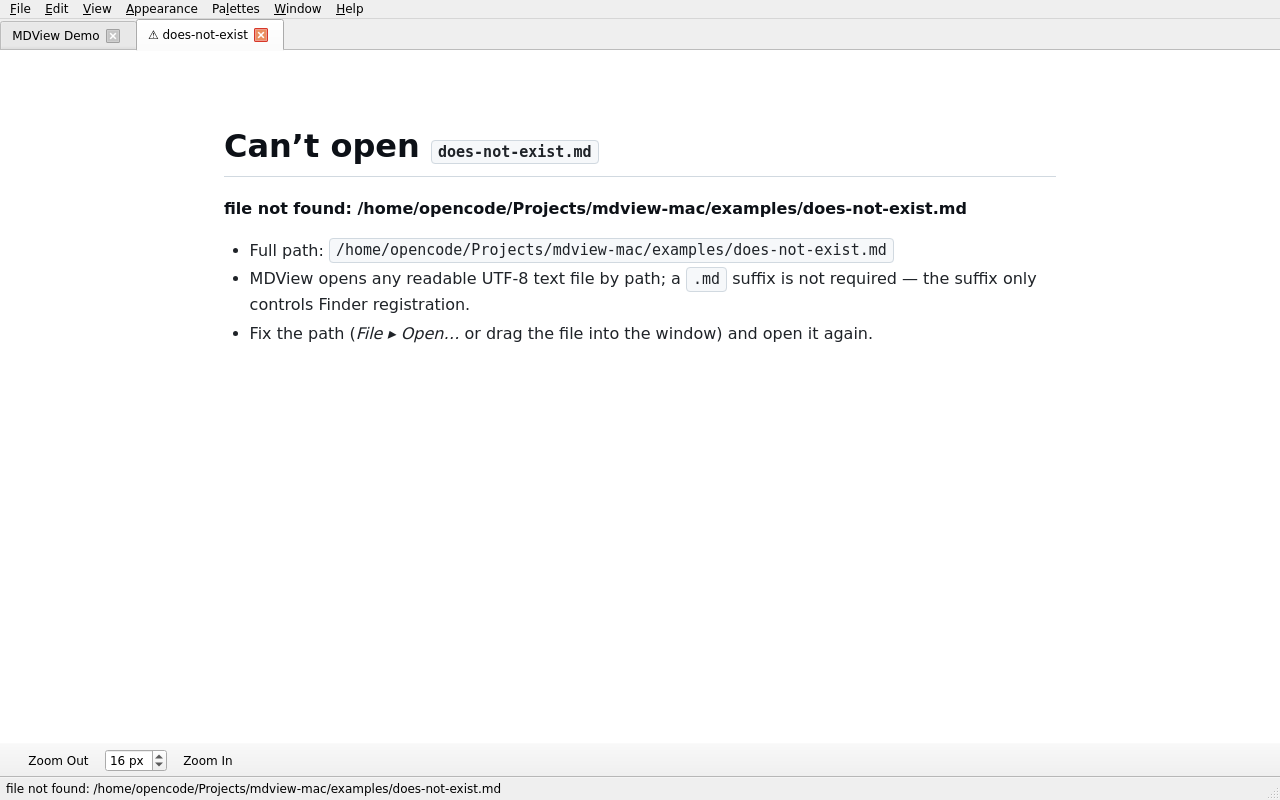 File Edit View Appearance Palettes Window Help
MDView Demo ⚠ does-not-exist
Can’t open does-not-exist.md
file not found: /home/opencode/Projects/mdview-mac/examples/does-not-exist.md
• Full path: /home/opencode/Projects/mdview-mac/examples/does-not-exist.md
• MDView opens any readable UTF-8 text file by path; a .md suffix is not required — the suffix only
controls Finder registration.
• Fix the path (File ▸ Open… or drag the file into the window) and open it again.
Zoom Out 16 px Zoom In
file not found: /home/opencode/Projects/mdview-mac/examples/does-not-exist.md